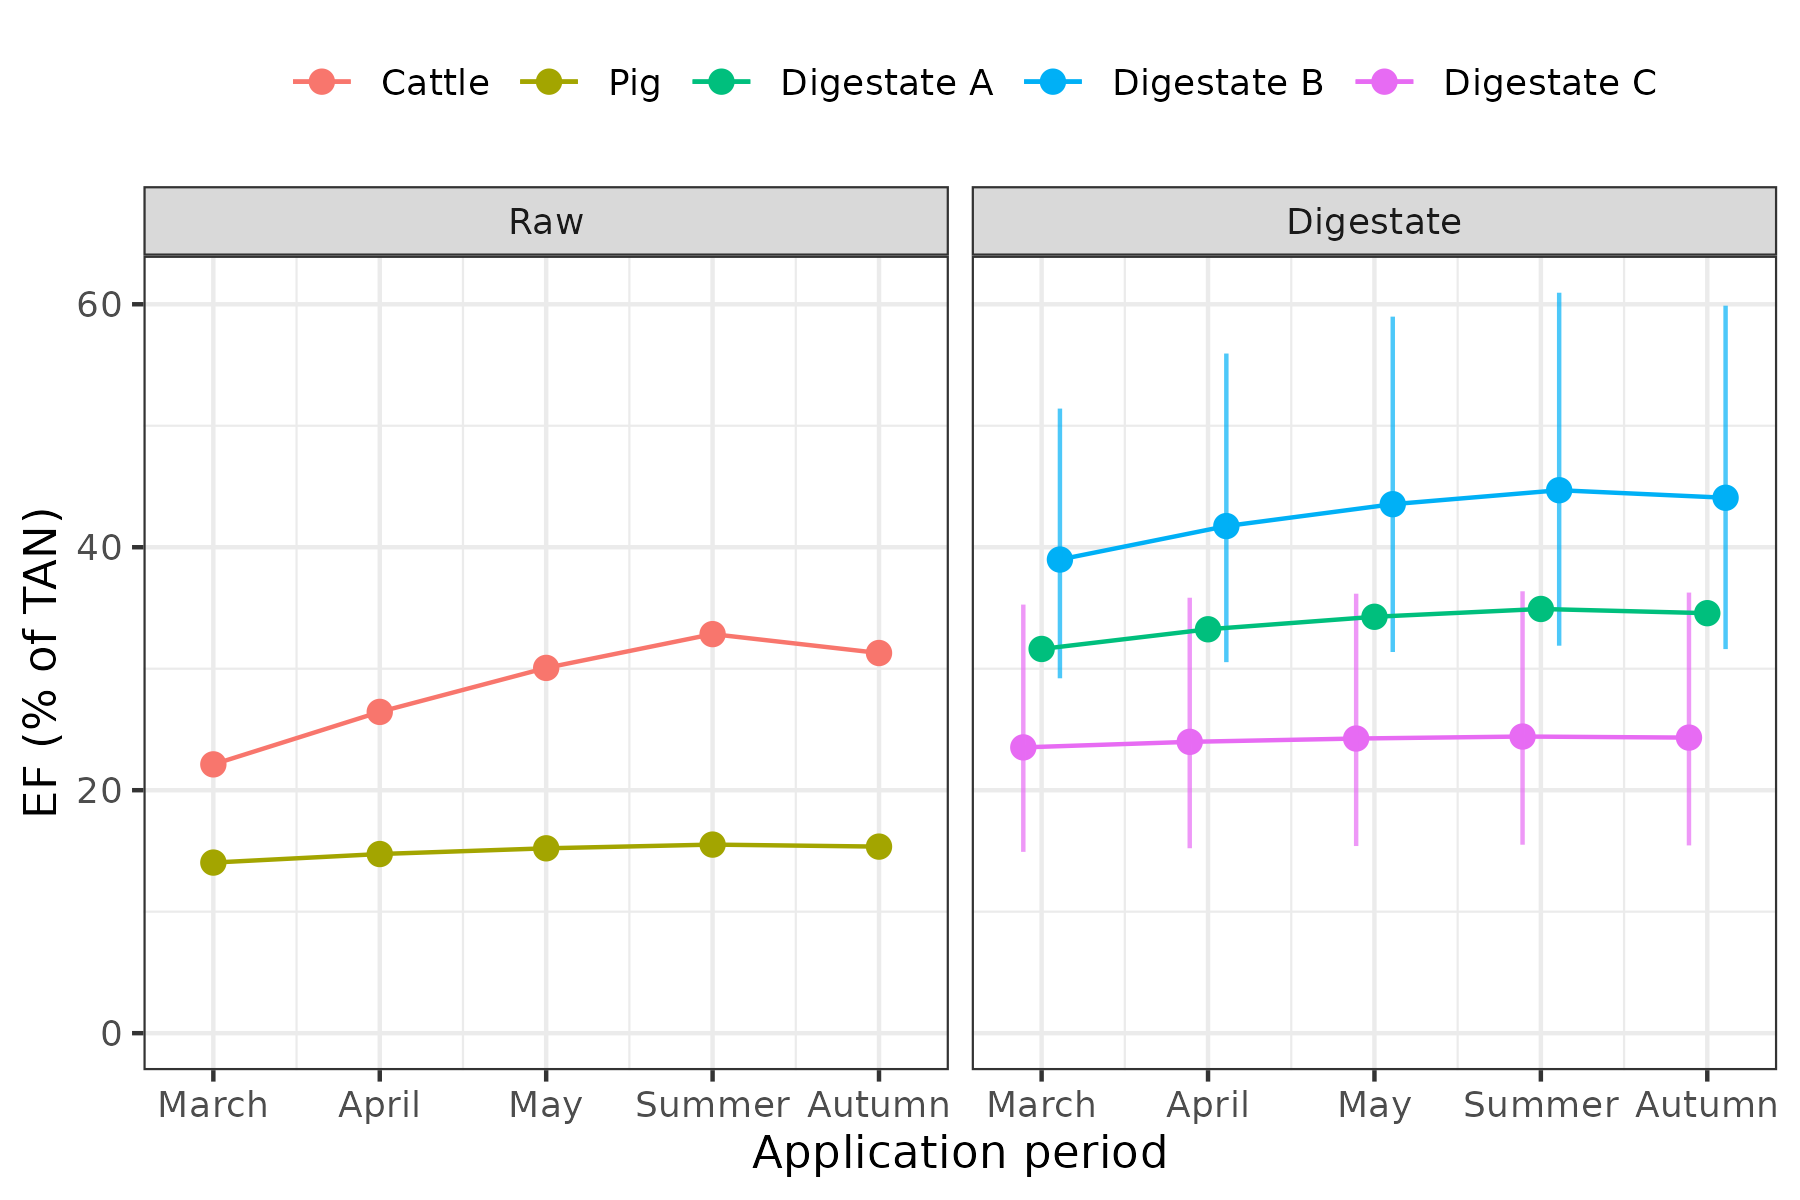 Cattle Pig Digestate A Digestate B Digestate C
Raw Digestate
EF (% of TAN)
60
40
20
0
March April May Summer Autumn March April May Summer Autumn
Application period